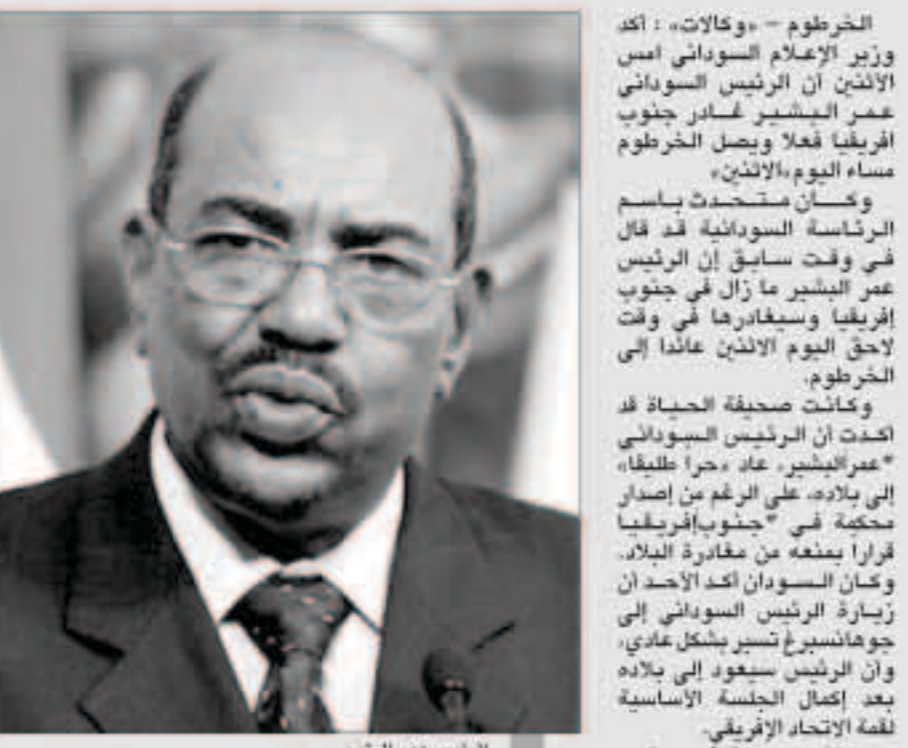 الخرطوم – «وكالات» : أكد
وزير الإعلام السوداني امس
الاثنين أن الرئيس السوداني
عمر البشير غادر جنوب
افريقيا فعلا ويصل الخرطوم
مساء اليوم«الاثنين»
وكان متحدث باسم
الرئاسة السودانية قد قال
في وقت سابق إن الرئيس
عمر البشير ما زال في جنوب
إفريقيا وسيغادرها في وقت
لاحق اليوم الاثنين عائدا إلى
الخرطوم.
وكانت صحيفة الحياة قد
أكدت أن الرئيس السوداني
"عمرالبشير، عاد «حرا طليقا»
إلى بلاده، على الرغم من إصدار
محكمة في "جنوبإفريقيا
قرارا بمنعه من مغادرة البلاد.
وكان السودان أكد الأحد أن
زيارة الرئيس السوداني إلى
جوهانسبرغ تسير بشكل عادي،
وأن الرئيس سيعود إلى بلاده
بعد إكمال الجلسة الأساسية
لقمة الاتحاد الإفريقي.